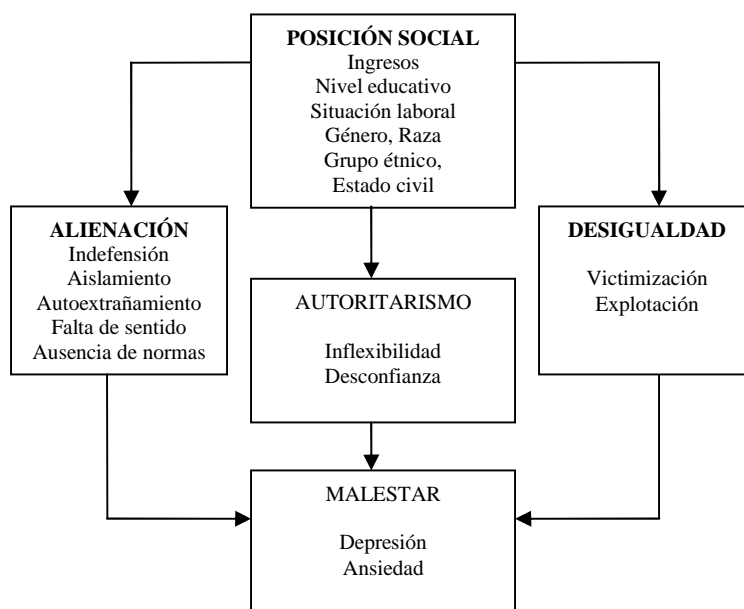 POSICIÓN SOCIAL
Ingresos
Nivel educativo
Situación laboral
Género, Raza
Grupo étnico,
Estado civil
ALIENACIÓN
Indefensión
Aislamiento
Autoextrañamiento
Falta de sentido
Ausencia de normas
AUTORITARISMO
Inflexibilidad
Desconfianza
DESIGUALDAD
Victimización
Explotación
MALESTAR
Depresión
Ansiedad